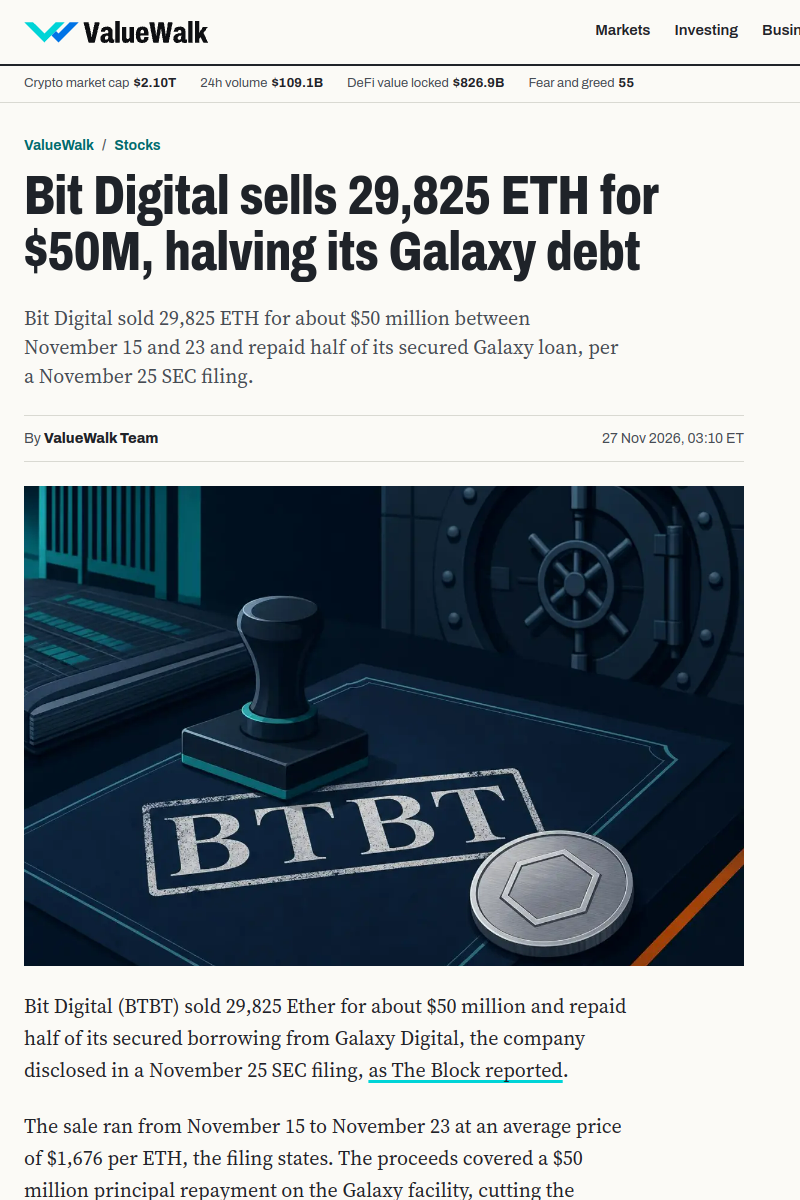 ValueWalk
Markets Investing Busin
Crypto market cap $2.10T 24h volume $109.1B DeFi value locked $826.9B Fear and greed 55
ValueWalk / Stocks
Bit Digital sells 29,825 ETH for
$50M, halving its Galaxy debt
Bit Digital sold 29,825 ETH for about $50 million between
November 15 and 23 and repaid half of its secured Galaxy loan, per
a November 25 SEC filing.
By ValueWalk Team 27 Nov 2026, 03:10 ET
BTBT
Bit Digital (BTBT) sold 29,825 Ether for about $50 million and repaid
half of its secured borrowing from Galaxy Digital, the company
disclosed in a November 25 SEC filing, as The Block reported.
The sale ran from November 15 to November 23 at an average price
of $1,676 per ETH, the filing states. The proceeds covered a $50
million principal repayment on the Galaxy facility, cutting the